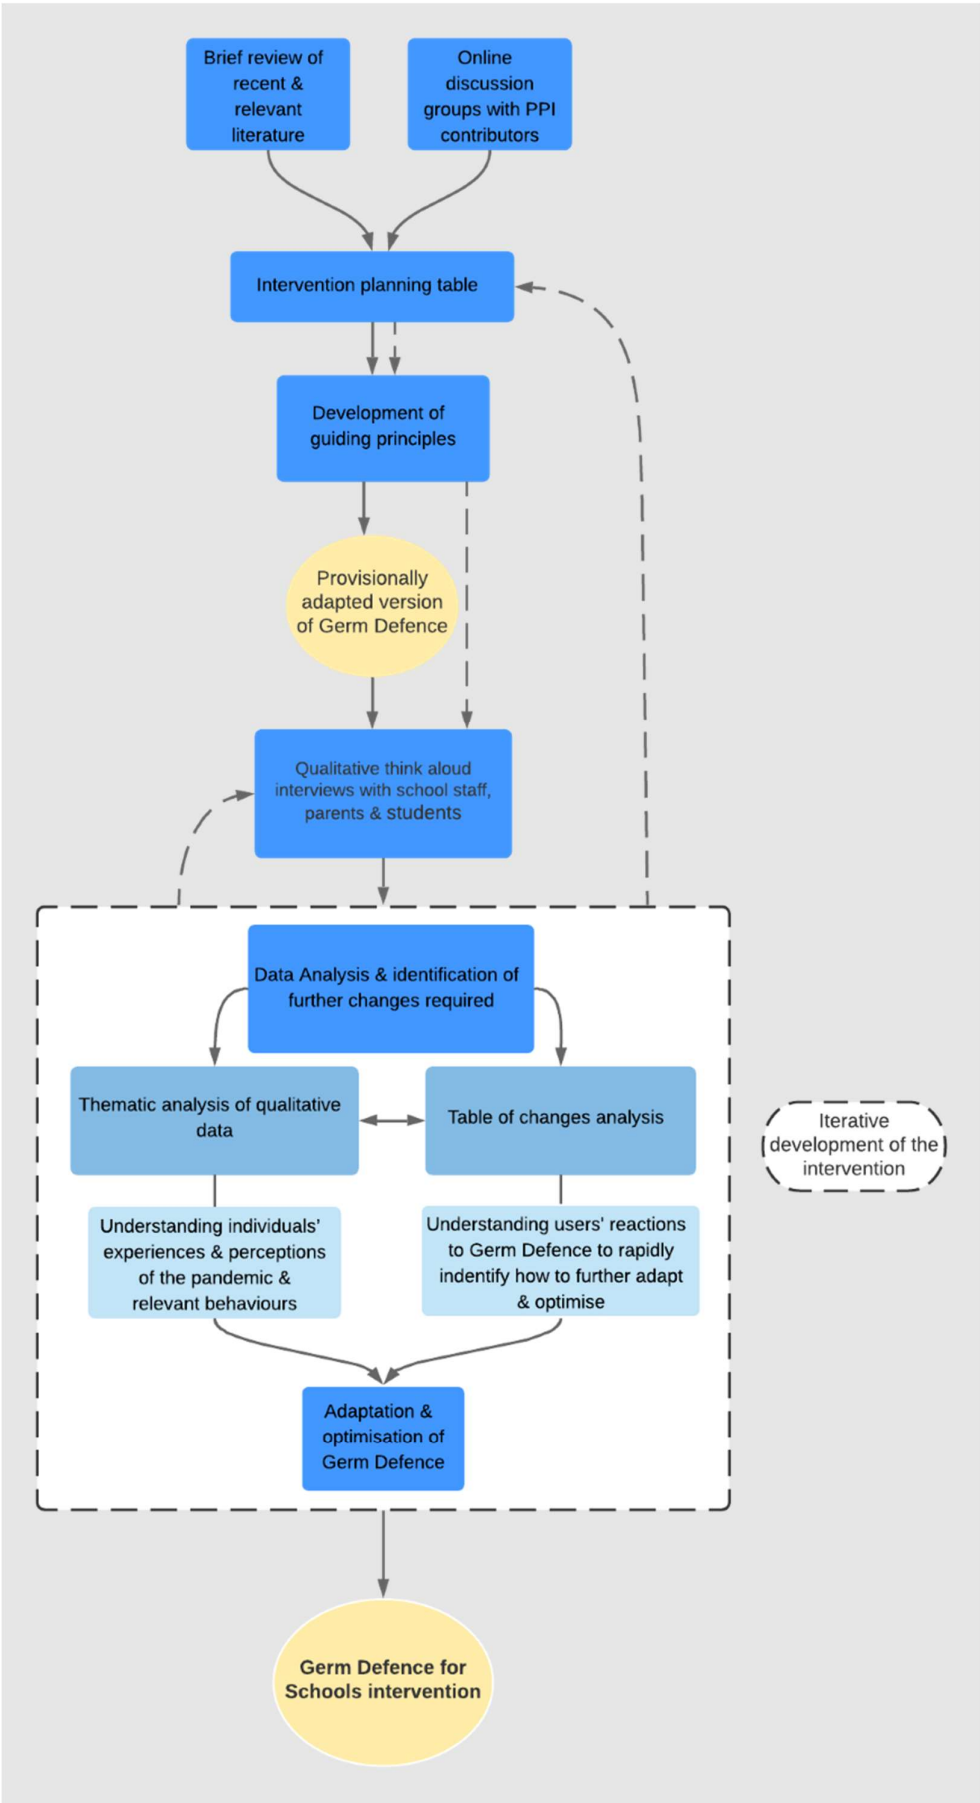 Brief review of
recent &
relevant
literature
Online
discussion
groups with PPI
contributors
Intervention planning table
Development of
guiding principles
Provisionally
adapted version
of Germ Defence
Qualitative think aloud
interviews with school staff,
parents & students
Data Analysis & identification of
further changes required
Thematic analysis of qualitative
data
Table of changes analysis
Iterative
development of the
intervention
Understanding individuals'
experiences & perceptions
of the pandemic &
relevant behaviours
Understanding users' reactions
to Germ Defence to rapidly
indentify how to further adapt
& optimise
Adaptation &
optimisation of
Germ Defence
Germ Defence for
Schools intervention